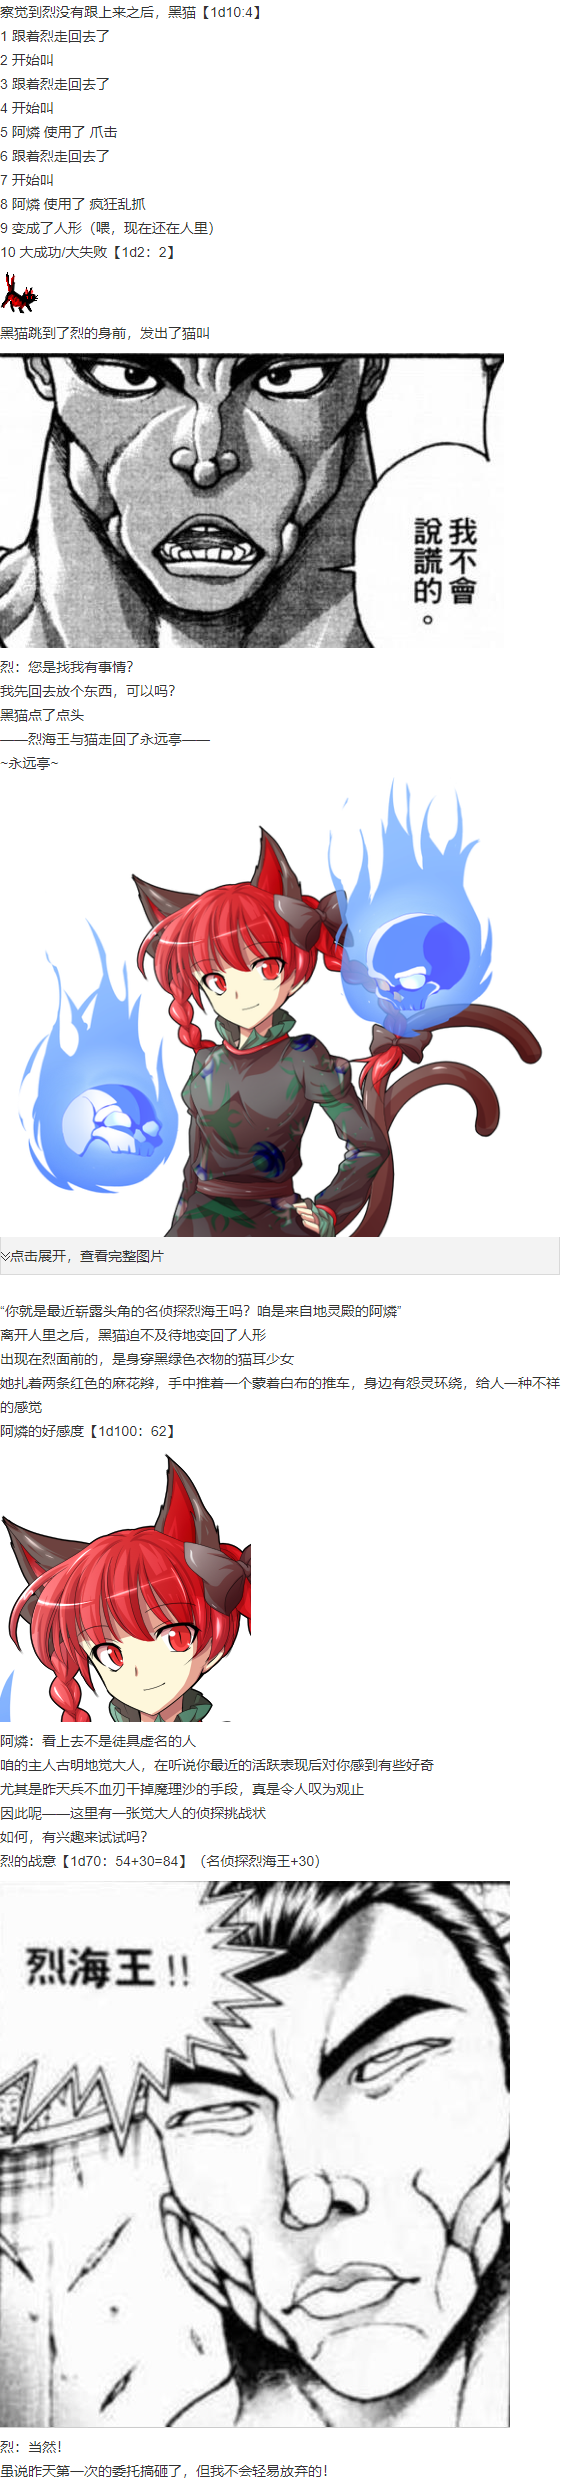 察觉到烈没有跟上来之后，黑猫【1d10:4】
1 跟着烈走回去了
2 开始叫
3 跟着烈走回去了
4 开始叫
5 阿燐 使用了 爪击
6 跟着烈走回去了
7 开始叫
8 阿燐 使用了 疯狂乱抓
9 变成了人形（喂，现在还在人里）
10 大成功/大失败【1d2：2】
黑猫跳到了烈的身前，发出了猫叫
我不會
說謊的。
烈：您是找我有事情？
我先回去放个东西，可以吗？
黑猫点了点头
——烈海王与猫走回了永远亭——
~永远亭~
点击展开，查看完整图片
“你就是最近崭露头角的名侦探烈海王吗？咱是来自地灵殿的阿燐”
离开人里之后，黑猫迫不及待地变回了人形
出现在烈面前的，是身穿黑绿色衣物的猫耳少女
她扎着两条红色的麻花辫，手中推着一个蒙着白布的推车，身边有怨灵环绕，给人一种不祥
的感觉
阿燐的好感度【1d100：62】
阿燐：看上去不是徒具虚名的人
咱的主人古明地觉大人，在听说你最近的活跃表现后对你感到有些好奇
尤其是昨天兵不血刃干掉魔理沙的手段，真是令人叹为观止
因此呢——这里有一张觉大人的侦探挑战状
如何，有兴趣来试试吗？
烈的战意【1d70：54+30=84】（名侦探烈海王+30）
烈海王!!
烈：当然！
虽说昨天第一次的委托搞砸了，但我不会轻易放弃的！